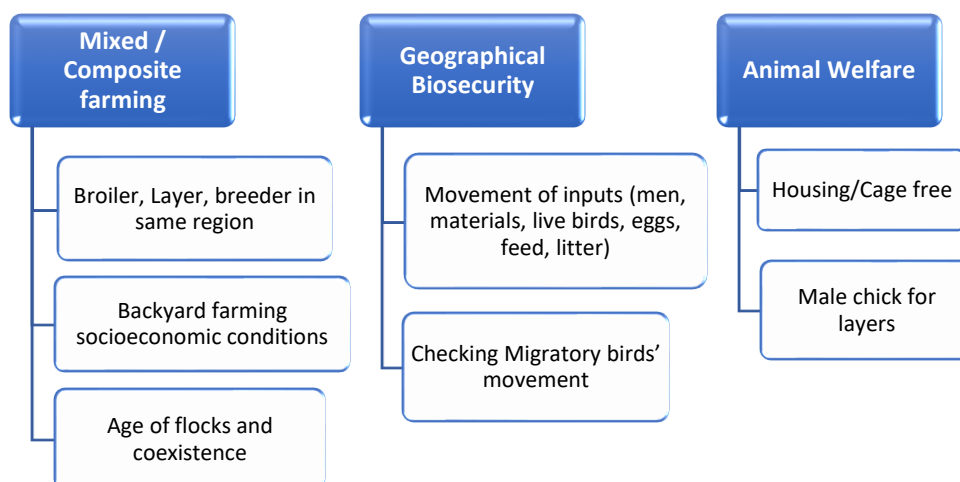 Mixed /
Composite
farming
Broiler, Layer, breeder in
same region
Backyard farming
socioeconomic conditions
Age of flocks and
coexistence
Geographical
Biosecurity
Movement of inputs (men,
materials, live birds, eggs,
feed, litter)
Checking Migratory birds’
movement
Animal Welfare
Housing/Cage free
Male chick for
layers